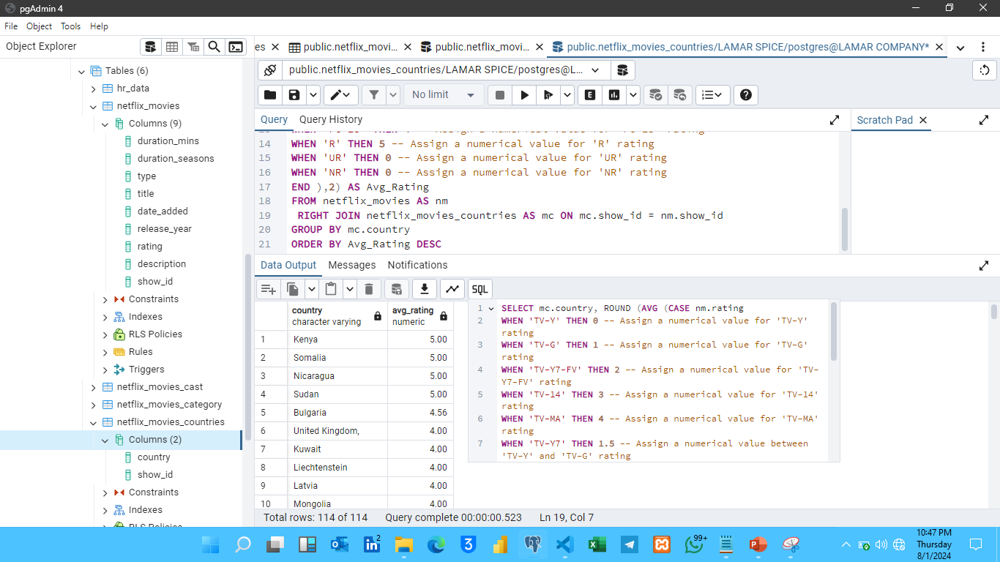 pgAdmin 4
File Object Tools Help
Object Explorer
Tables (6)
hr_data
netflix_movies
Columns (9)
duration_mins
duration_seasons
type
title
date_added
release_year
rating
description
show_id
Constraints
Indexes
RLS Policies
Rules
Triggers
netflix_movies_cast
netflix_movies_category
netflix_movies_countries
Columns (2)
country
show_id
Constraints
Indexes
RLS Policies
es public.netflix_movi... public.netflix_movi... public.netflix_movies_countries/LAMAR SPICE/postgres@LAMAR COMPANY*
public.netflix_movies_countries/LAMAR SPICE/postgres@L...
No limit
E
Query Query History
Scratch Pad
14 WHEN 'R' THEN 5 -- Assign a numerical value for 'R' rating
15 WHEN 'UR' THEN 0 -- Assign a numerical value for 'UR' rating
16 WHEN 'NR' THEN 0 -- Assign a numerical value for 'NR' rating
17 END ),2) AS Avg_Rating
18 FROM netflix_movies AS nm
19 RIGHT JOIN netflix_movies_countries AS mc ON mc.show_id = nm.show_id
20 GROUP BY mc.country
21 ORDER BY Avg_Rating DESC
Data Output Messages Notifications
SQL
country avg_rating
character varying numeric
1 Kenya 5.00
2 Somalia 5.00
3 Nicaragua 5.00
4 Sudan 5.00
5 Bulgaria 4.56
6 United Kingdom, 4.00
7 Kuwait 4.00
8 Liechtenstein 4.00
9 Latvia 4.00
10 Mongolia 4.00
1 SELECT mc.country, ROUND (AVG (CASE nm.rating
2 WHEN 'TV-Y' THEN 0 -- Assign a numerical value for 'TV-Y'
rating
3 WHEN 'TV-G' THEN 1 -- Assign a numerical value for 'TV-G'
rating
4 WHEN 'TV-Y7-FV' THEN 2 -- Assign a numerical value for 'TV-
Y7-FV' rating
5 WHEN 'TV-14' THEN 3 -- Assign a numerical value for 'TV-14'
rating
6 WHEN 'TV-MA' THEN 4 -- Assign a numerical value for 'TV-MA'
rating
7 WHEN 'TV-Y7' THEN 1.5 -- Assign a numerical value between
'TV-Y' and 'TV-G' rating
Total rows: 114 of 114 Query complete 00:00:00.523 Ln 19, Col 7
2
99+
10:47 PM
Thursday
8/1/2024